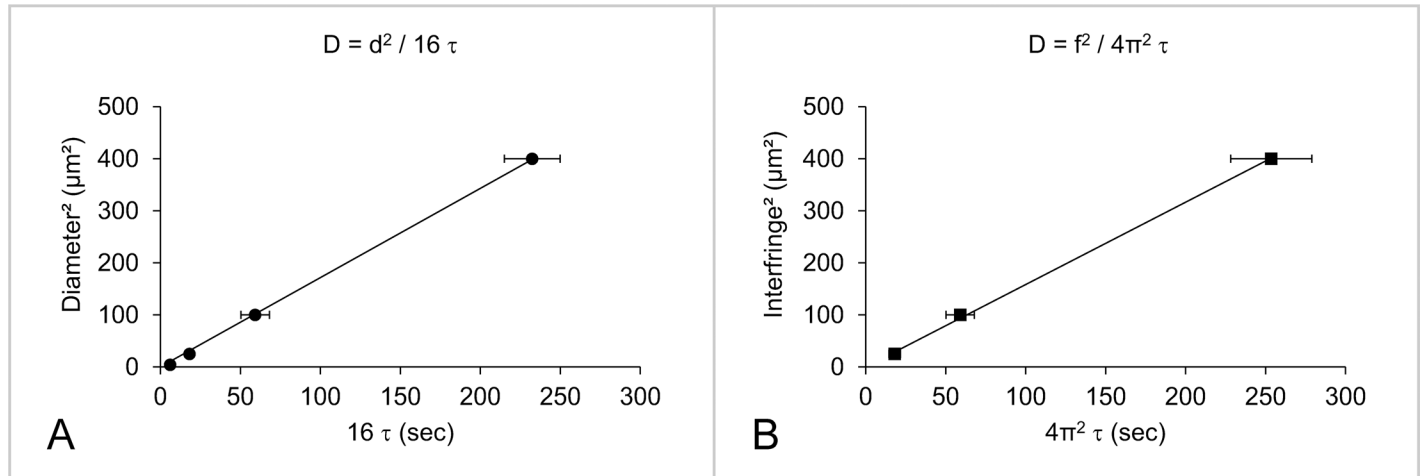 D = d² / 16 τ
Diameter² (μm²)
500
400
300
200
100
0
0 50 100 150 200 250 300
16 τ (sec)
A
D = f² / 4π² τ
Interfringe² (μm²)
500
400
300
200
100
0
0 50 100 150 200 250 300
4π² τ (sec)
B